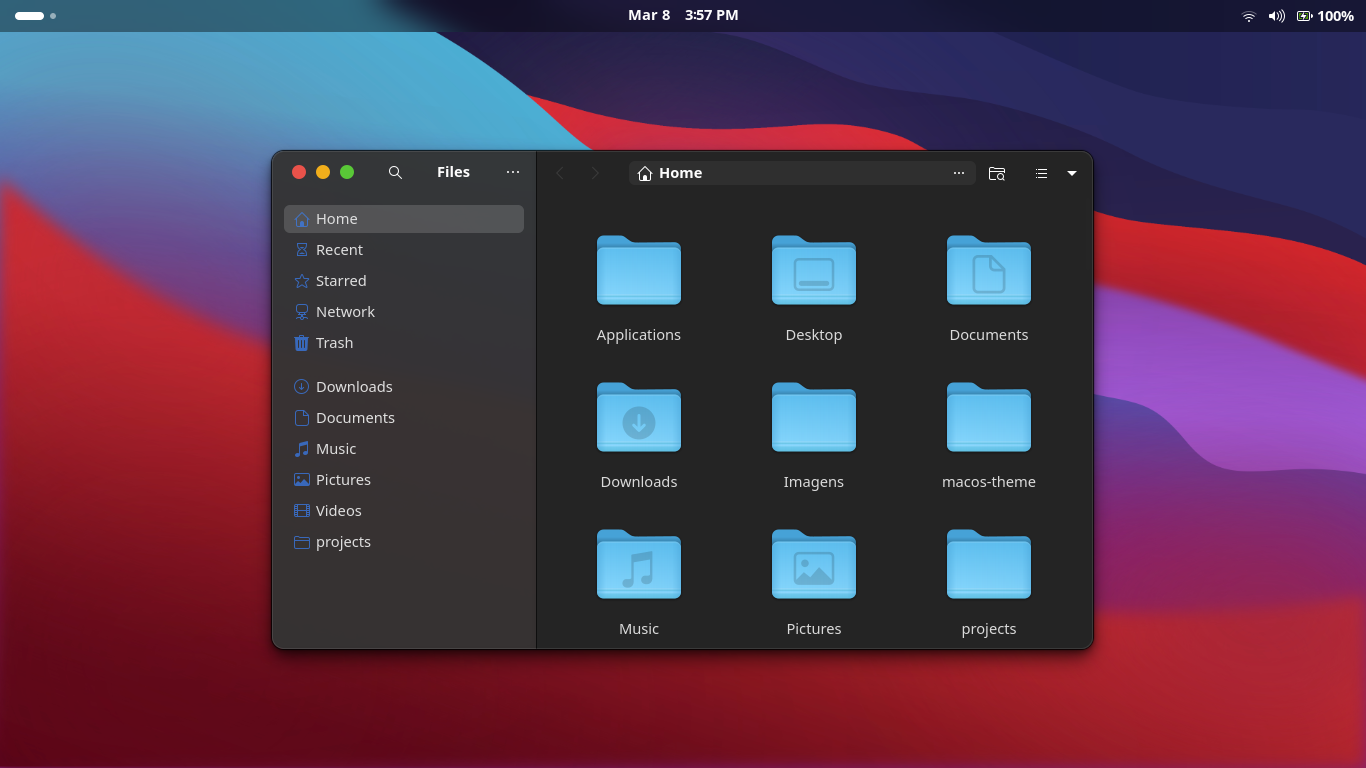 Mar 8 3:57 PM
100%
Files
Home
Home
Recent
Starred
Network
Trash
Downloads
Documents
Music
Pictures
Videos
projects
Applications
Desktop
Documents
Downloads
Imagens
macos-theme
Music
Pictures
projects